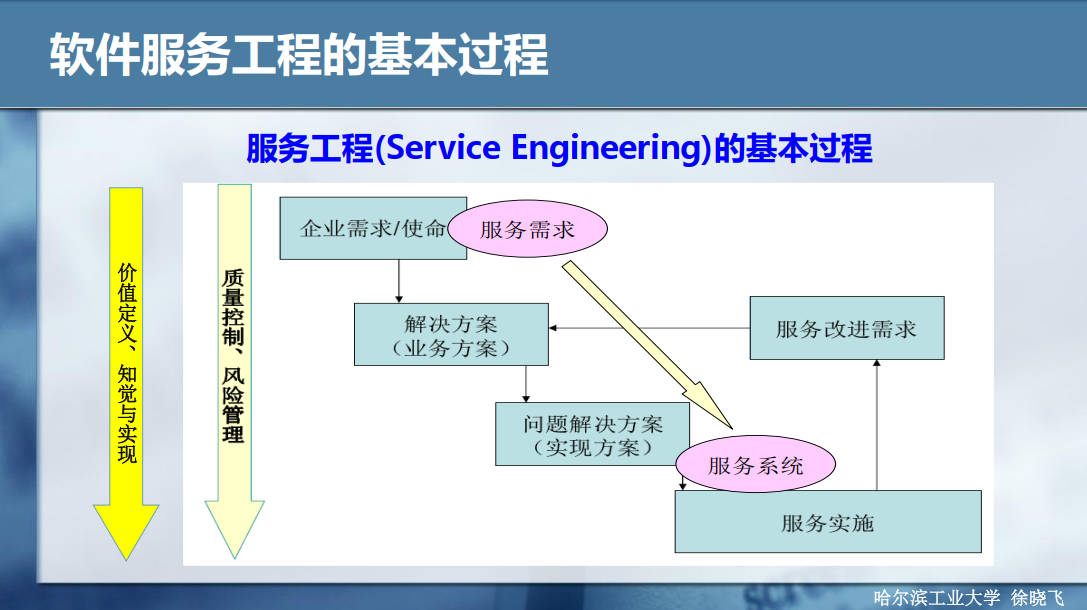 软件服务工程的基本过程
服务工程(Service Engineering)的基本过程
价值定义、知觉与实现
质量控制、风险管理
企业需求/使命
服务需求
解决方案
（业务方案）
服务改进需求
问题解决方案
（实现方案）
服务系统
服务实施
哈尔滨工业大学 徐晓飞